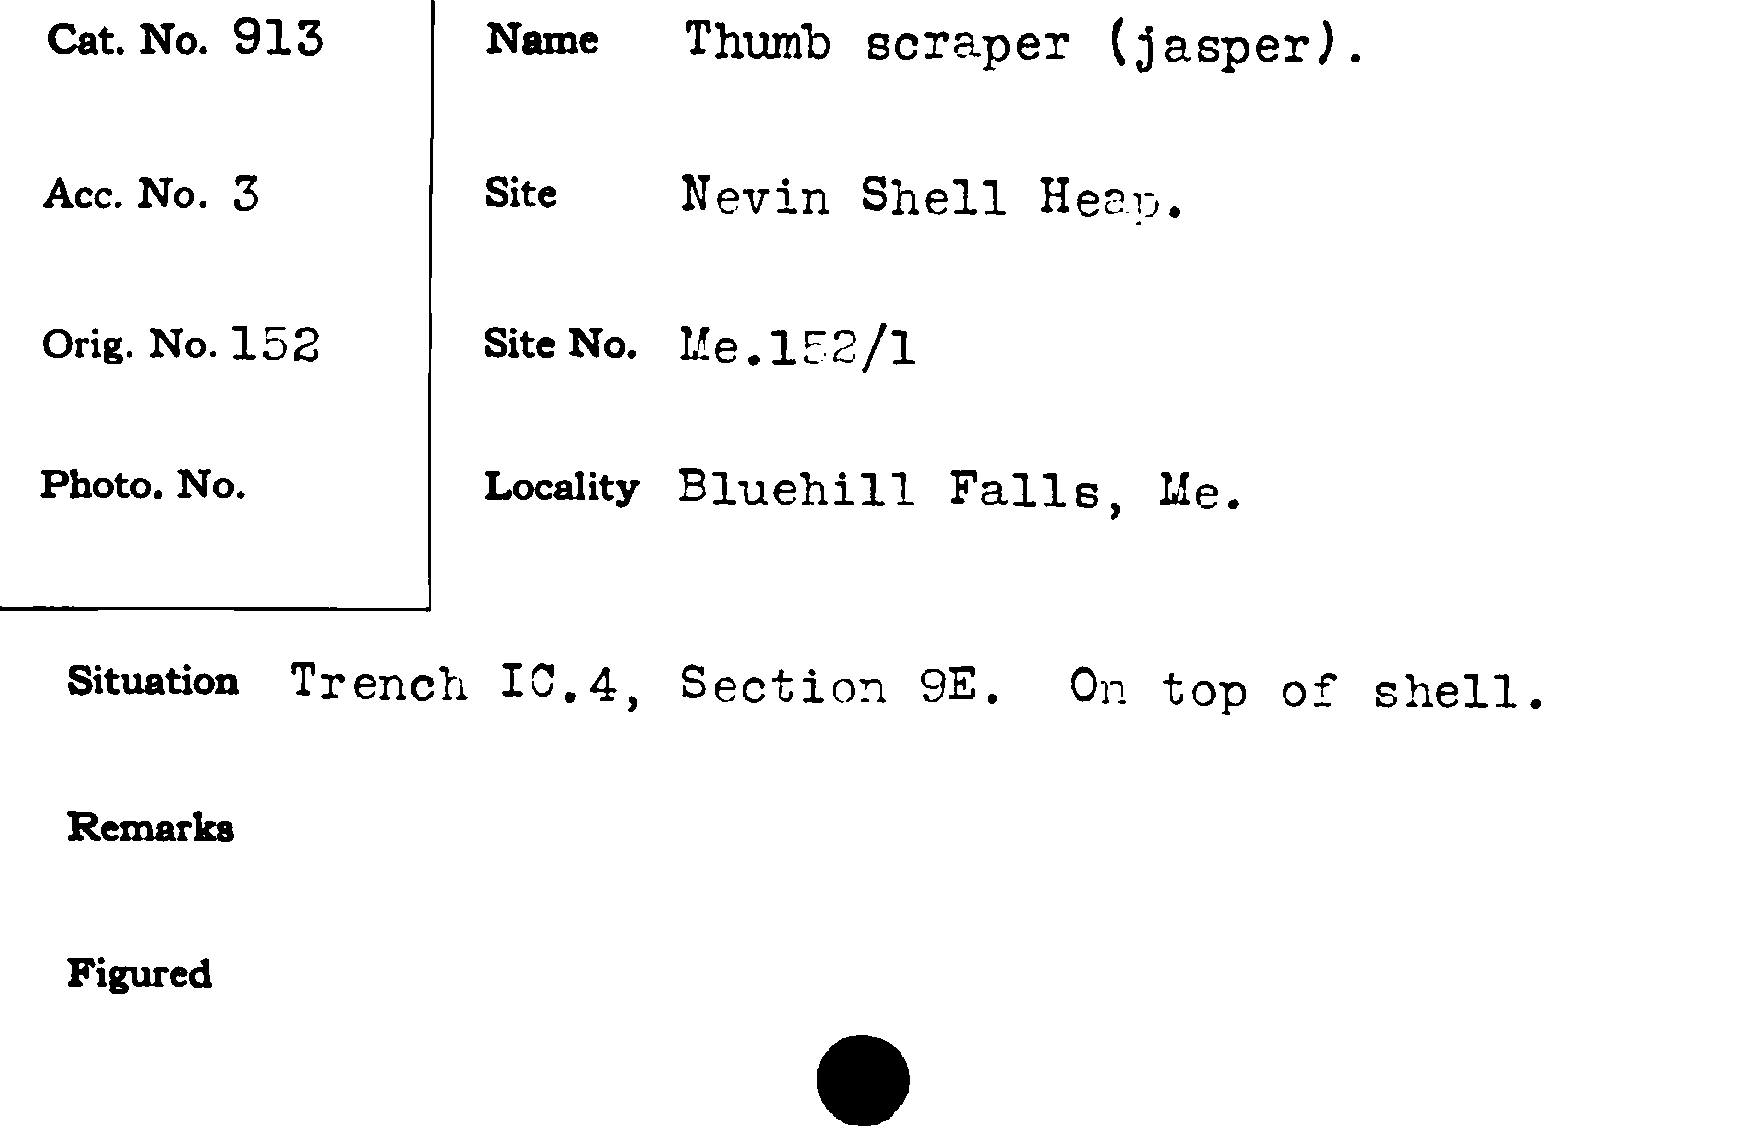 Cat. No. 913 Name Thumb scraper (jasper).
Acc. No. 3 Site Nevin Shell Heap.
Orig. No. 152 Site No. Me.152/1
Photo. No. Locality Bluehill Falls, Me.
Situation Trench IC.4, Section 9E. On top of shell.
Remarks
Figured